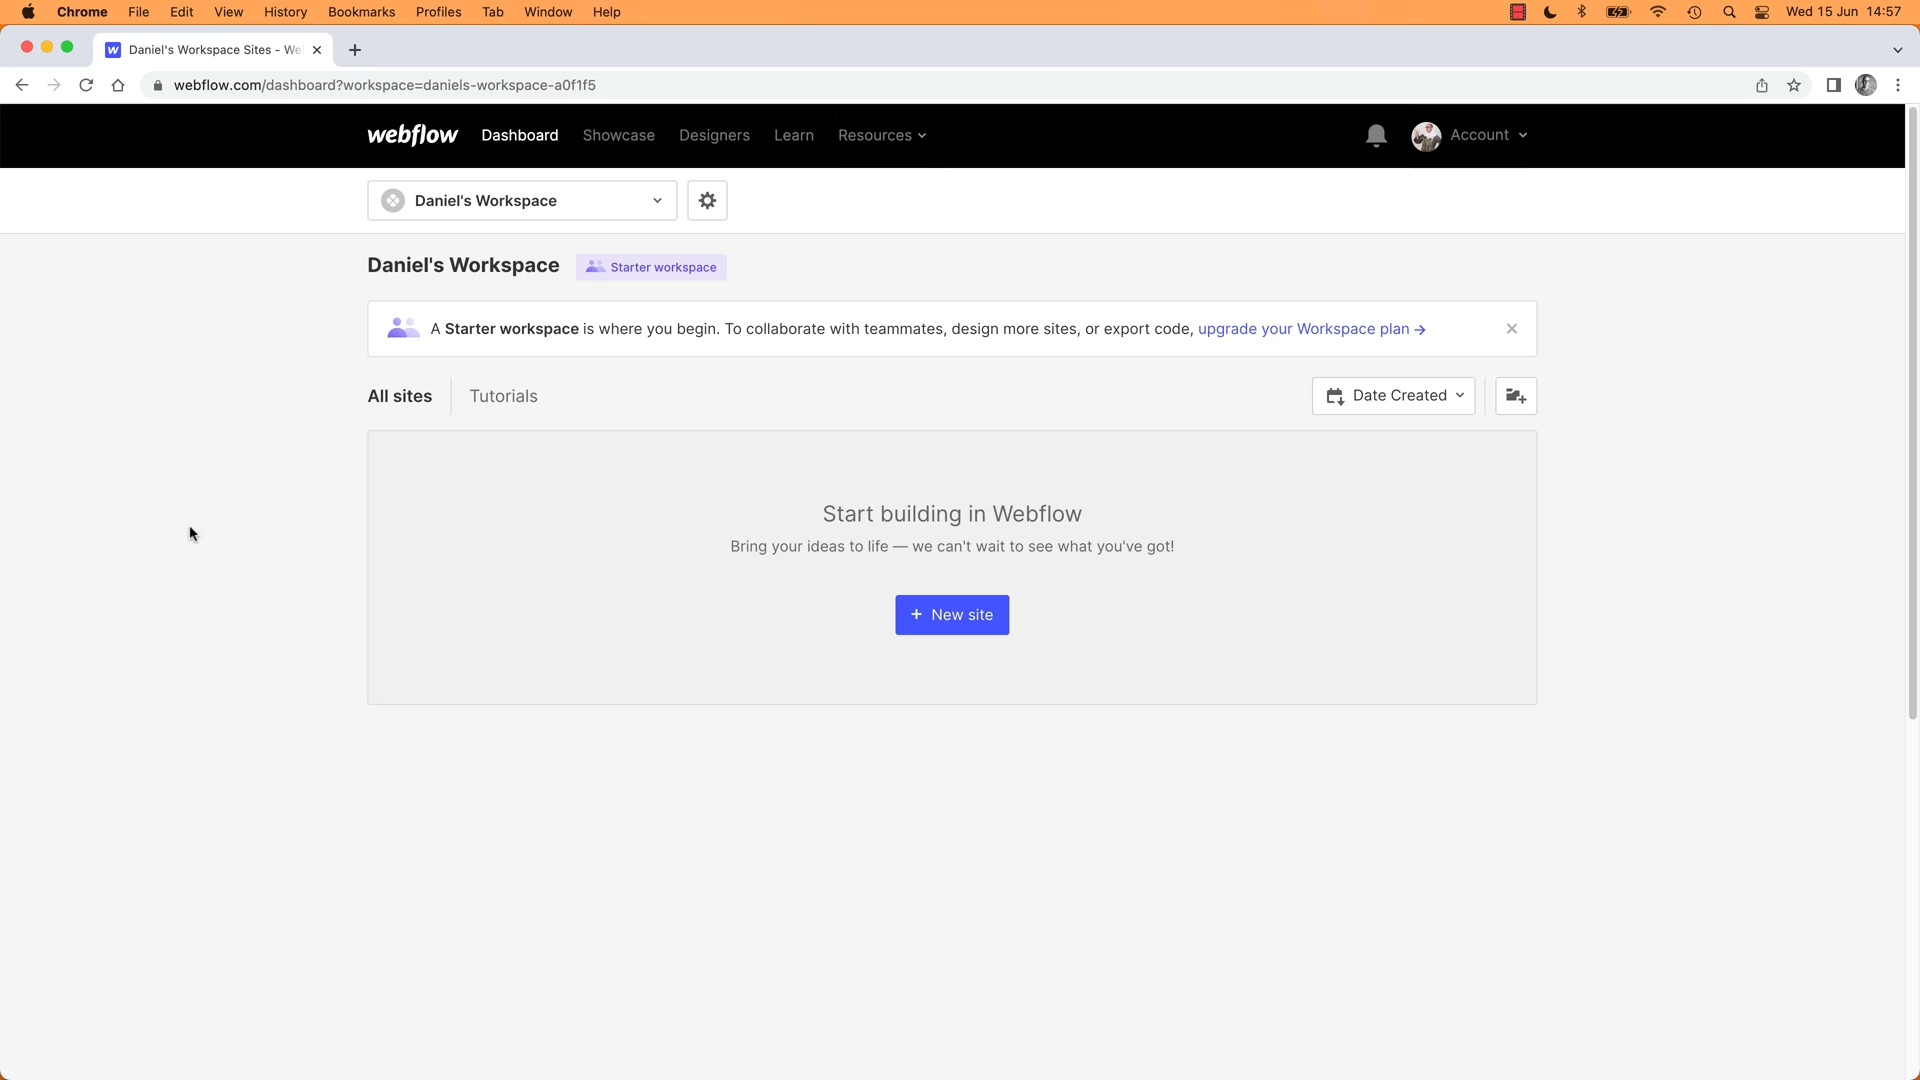 Chrome File Edit View History Bookmarks Profiles Tab Window Help Wed 15 Jun 14:57
Daniel's Workspace Sites - We
webflow.com/dashboard?workspace=daniels-workspace-a0f1f5
webflow Dashboard Showcase Designers Learn Resources Account
Daniel's Workspace
Daniel's Workspace Starter workspace
A Starter workspace is where you begin. To collaborate with teammates, design more sites, or export code, upgrade your Workspace plan →
All sites Tutorials Date Created
Start building in Webflow
Bring your ideas to life — we can't wait to see what you've got!
+ New site